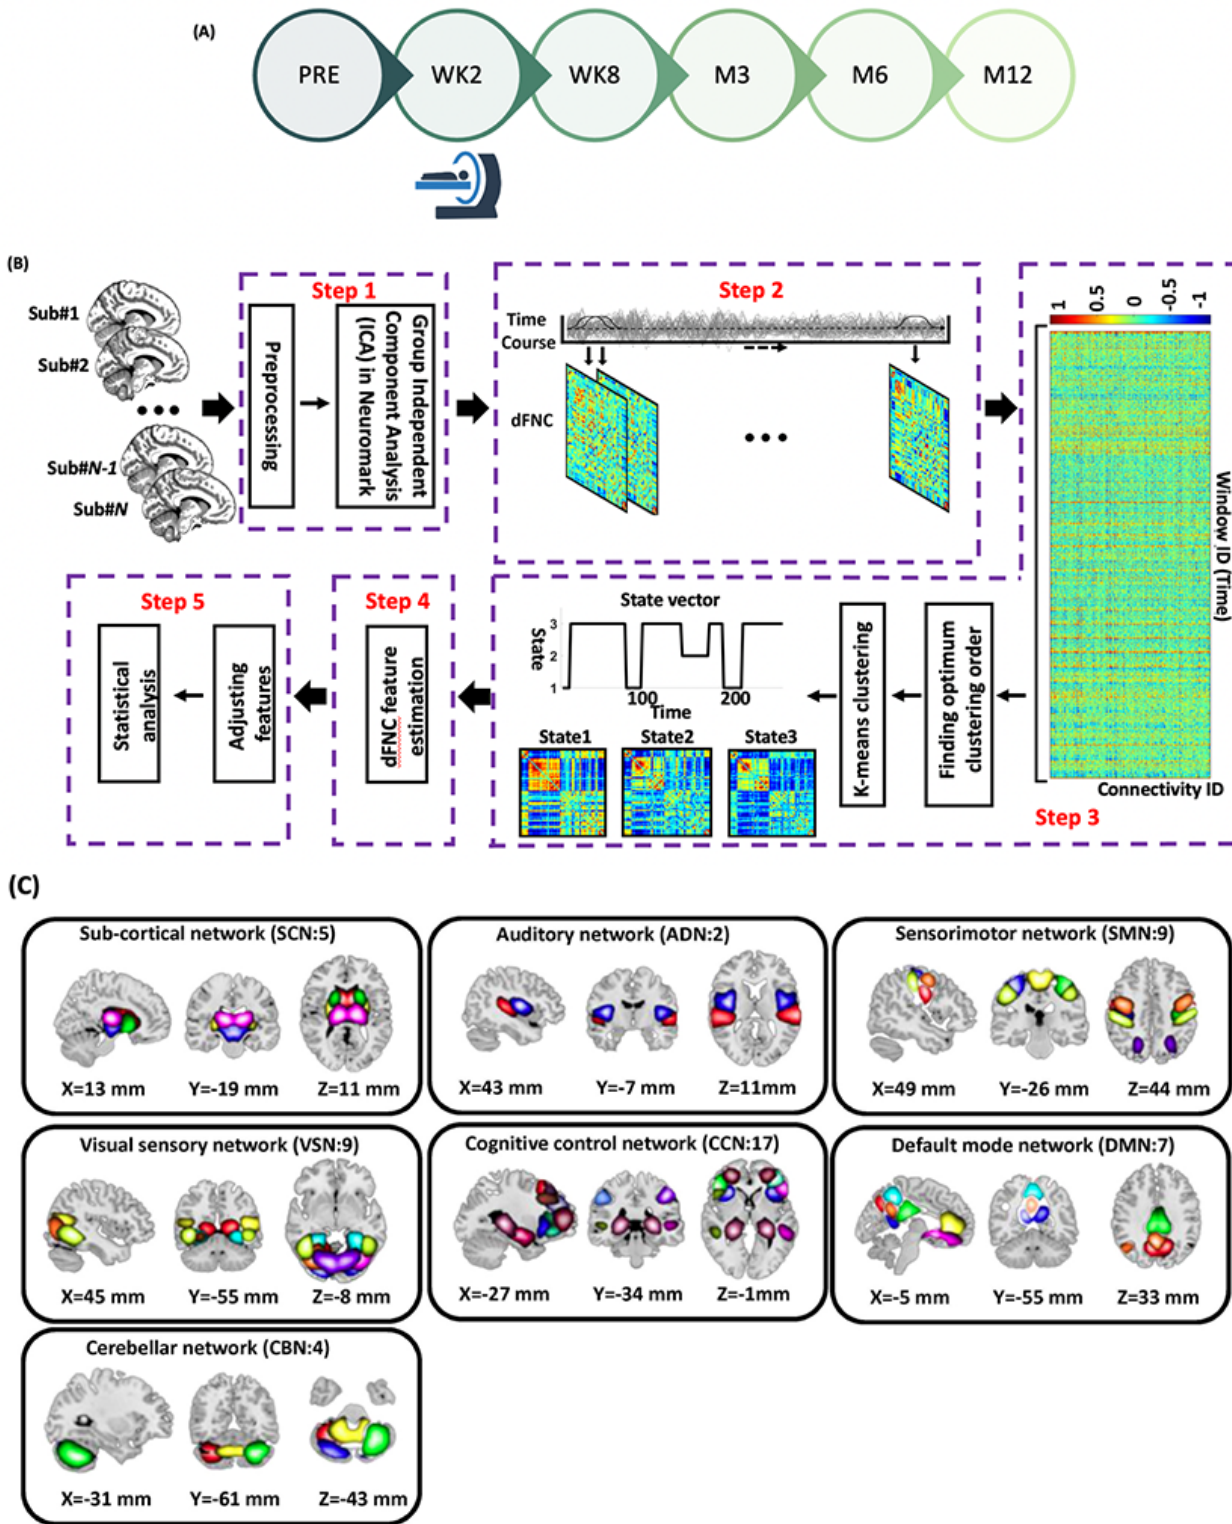 (A)
PRE
WK2
WK8
M3
M6
M12
(B)
Sub#1
Sub#2
Sub#N-1
Sub#N
Step 1
Preprocessing
Group Independent
Component Analysis
(ICA) in Neuromark
Step 2
Time
Course
dFNC
1
0.5
0
-0.5
-1
Window ID (Time)
Connectivity ID
Step 3
Finding optimum
clustering order
K-means clustering
State vector
State
3
2
1
100
200
Time
State1
State2
State3
Step 4
dFNC feature
estimation
Step 5
Adjusting
features
Statistical
analysis
(C)
Sub-cortical network (SCN:5)
X=13 mm
Y=-19 mm
Z=11 mm
Auditory network (ADN:2)
X=43 mm
Y=-7 mm
Z=11mm
Sensorimotor network (SMN:9)
X=49 mm
Y=-26 mm
Z=44 mm
Visual sensory network (VSN:9)
X=45 mm
Y=-55 mm
Z=-8 mm
Cognitive control network (CCN:17)
X=-27 mm
Y=-34 mm
Z=-1mm
Default mode network (DMN:7)
X=-5 mm
Y=-55 mm
Z=33 mm
Cerebellar network (CBN:4)
X=-31 mm
Y=-61 mm
Z=-43 mm